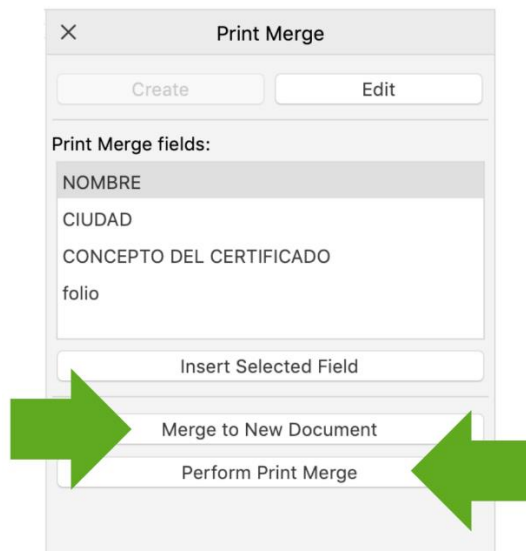 Print Merge
Create Edit
Print Merge fields:
NOMBRE
CIUDAD
CONCEPTO DEL CERTIFICADO
folio
Insert Selected Field
Merge to New Document
Perform Print Merge